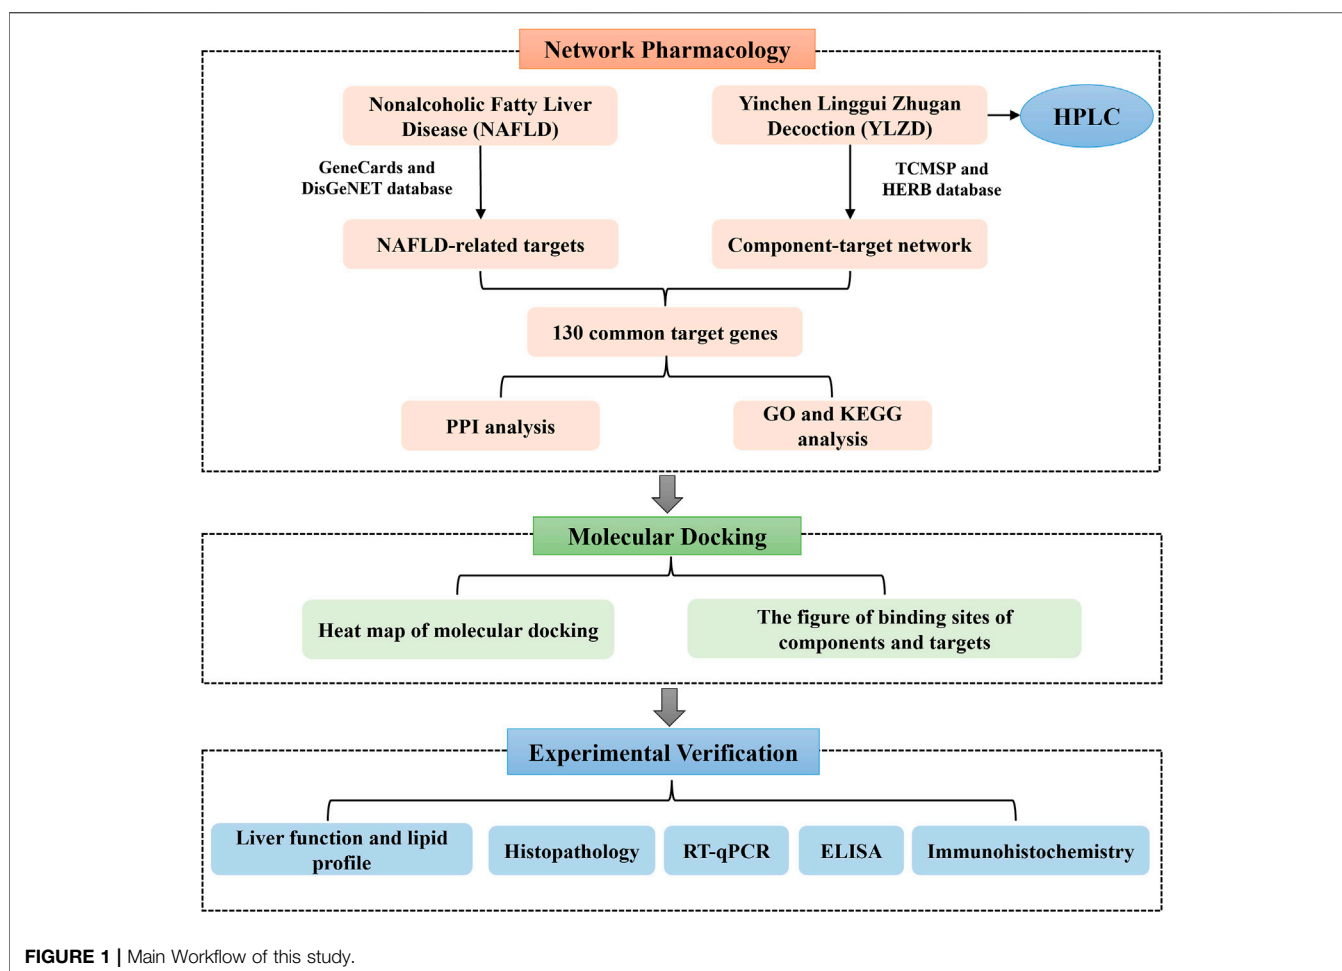 Network Pharmacology
Nonalcoholic Fatty Liver
Disease (NAFLD)
Yinchen Linggui Zhugan
Decoction (YLZD)
HPLC
GeneCards and
DisGeNET database
TCMSP and
HERB database
NAFLD-related targets
Component-target network
130 common target genes
PPI analysis
GO and KEGG
analysis
Molecular Docking
Heat map of molecular docking
The figure of binding sites of
components and targets
Experimental Verification
Liver function and lipid
profile
Histopathology
RT-qPCR
ELISA
Immunohistochemistry
FIGURE 1 | Main Workflow of this study.